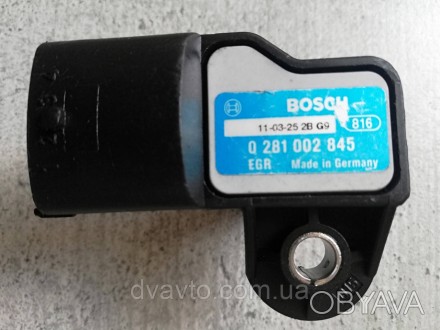 BOSCH
11-03-25 2B G9 816
0 281 002 845
EGR Made in Germany
dvavto.com.ua
OBYAVA